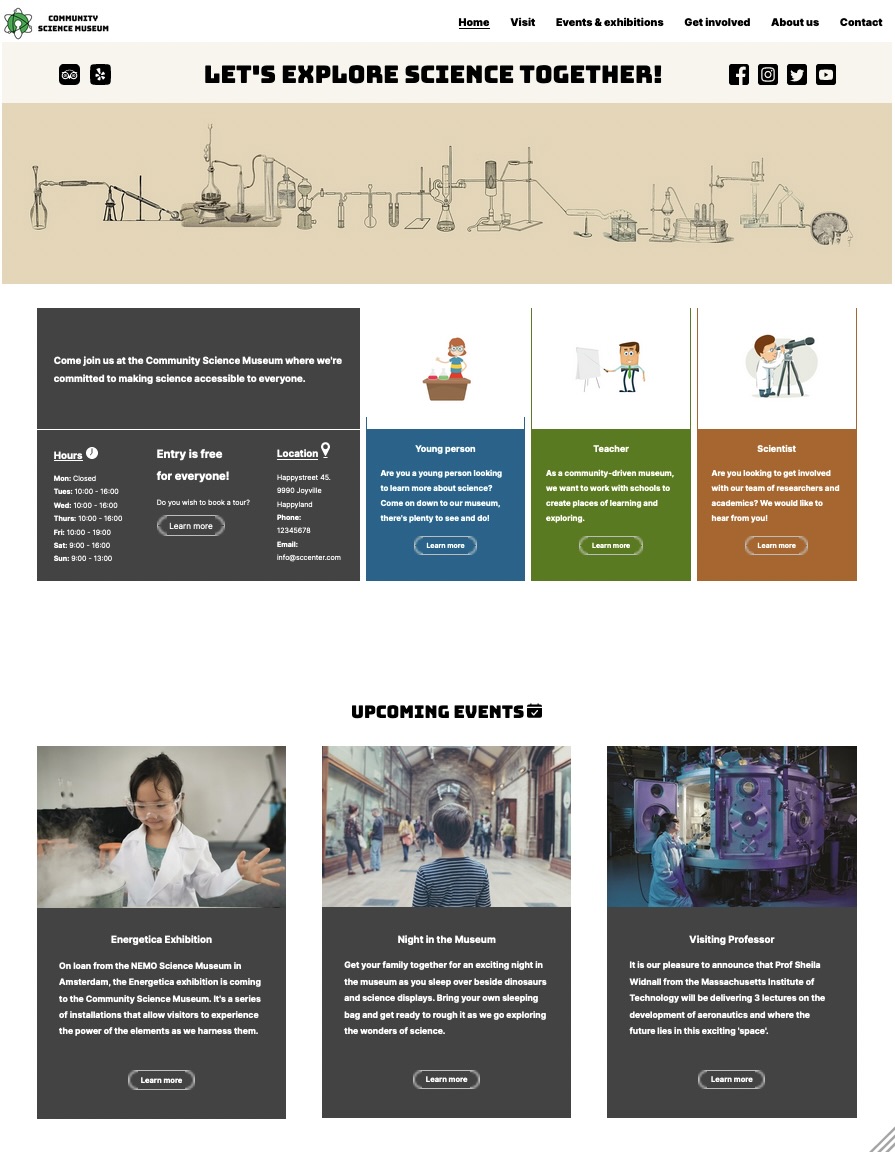 COMMUNITY
SCIENCE MUSEUM
Home Visit Events & exhibitions Get involved About us Contact
LET'S EXPLORE SCIENCE TOGETHER!
Come join us at the Community Science Museum where we're
committed to making science accessible to everyone.
Hours
Mon: Closed
Tues: 10:00 - 16:00
Wed: 10:00 - 16:00
Thurs: 10:00 - 16:00
Fri: 10:00 - 19:00
Sat: 9:00 - 16:00
Sun: 9:00 - 13:00
Entry is free
for everyone!
Do you wish to book a tour?
Learn more
Location
Happystreet 45.
9990 Joyville
Happyland
Phone:
12345678
Email:
info@sccenter.com
Young person
Are you a young person looking
to learn more about science?
Come on down to our museum,
there's plenty to see and do!
Learn more
Teacher
As a community-driven museum,
we want to work with schools to
create places of learning and
exploring.
Learn more
Scientist
Are you looking to get involved
with our team of researchers and
academics? We would like to
hear from you!
Learn more
UPCOMING EVENTS
Energetica Exhibition
On loan from the NEMO Science Museum in
Amsterdam, the Energetica exhibition is coming
to the Community Science Museum. It's a series
of installations that allow visitors to experience
the power of the elements as we harness them.
Learn more
Night in the Museum
Get your family together for an exciting night in
the museum as you sleep over beside dinosaurs
and science displays. Bring your own sleeping
bag and get ready to rough it as we go exploring
the wonders of science.
Learn more
Visiting Professor
It is our pleasure to announce that Prof Sheila
Widnall from the Massachusetts Institute of
Technology will be delivering 3 lectures on the
development of aeronautics and where the
future lies in this exciting 'space'.
Learn more